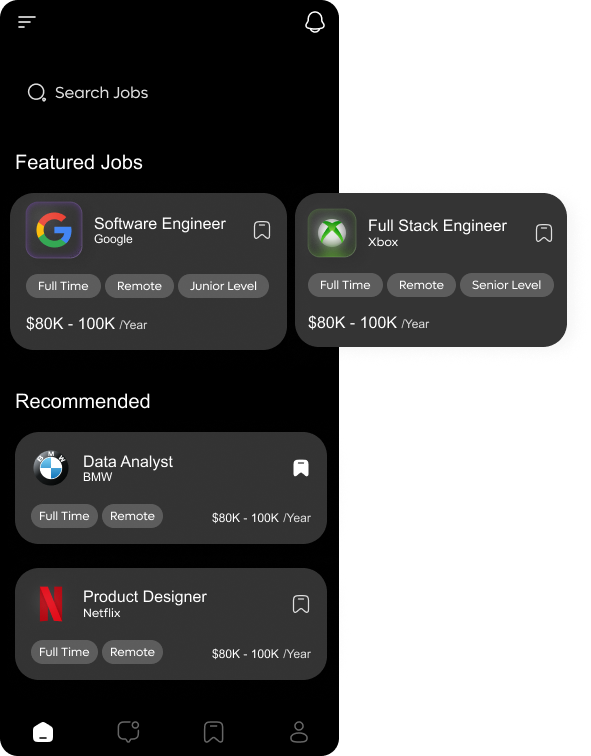 Search Jobs
Featured Jobs
Software Engineer
Google
Full Time Remote Junior Level
$80K - 100K /Year
Full Stack Engineer
Xbox
Full Time Remote Senior Level
$80K - 100K /Year
Recommended
BMW
Data Analyst
BMW
Full Time Remote $80K - 100K /Year
Product Designer
Netflix
Full Time Remote $80K - 100K /Year